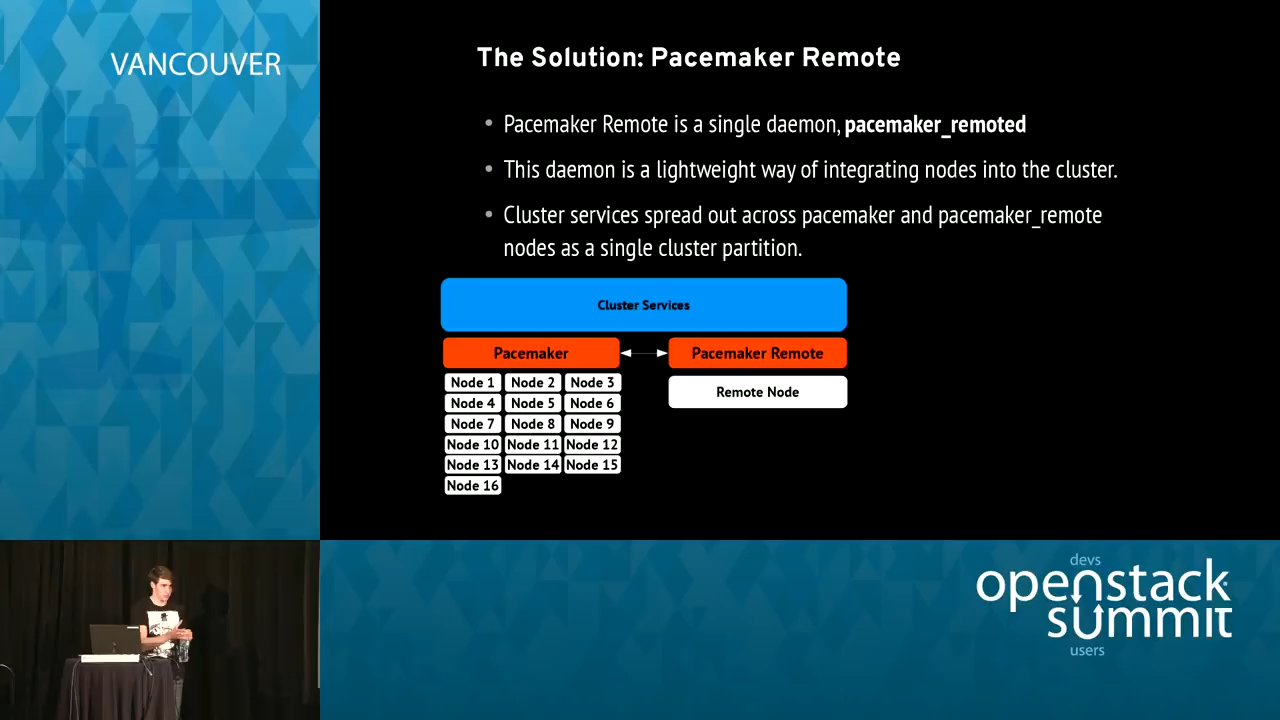 VANCOUVER
The Solution: Pacemaker Remote
• Pacemaker Remote is a single daemon, pacemaker_remoted
• This daemon is a lightweight way of integrating nodes into the cluster.
• Cluster services spread out across pacemaker and pacemaker_remote
nodes as a single cluster partition.
Cluster Services
Pacemaker
Pacemaker Remote
Node 1 Node 2 Node 3
Node 4 Node 5 Node 6
Node 7 Node 8 Node 9
Node 10 Node 11 Node 12
Node 13 Node 14 Node 15
Node 16
Remote Node
devs
openstack
summit
users